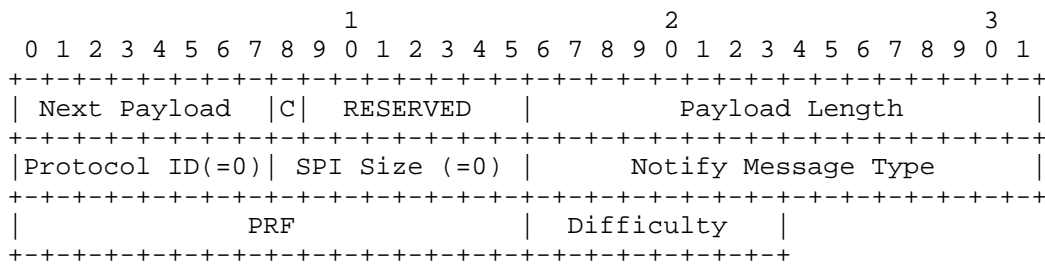 1                   2                   3
 0 1 2 3 4 5 6 7 8 9 0 1 2 3 4 5 6 7 8 9 0 1 2 3 4 5 6 7 8 9 0 1
+-+-+-+-+-+-+-+-+-+-+-+-+-+-+-+-+-+-+-+-+-+-+-+-+-+-+-+-+-+-+-+-+
| Next Payload  |C|  RESERVED   |         Payload Length        |
+-+-+-+-+-+-+-+-+-+-+-+-+-+-+-+-+-+-+-+-+-+-+-+-+-+-+-+-+-+-+-+-+
|Protocol ID(=0)| SPI Size (=0) |      Notify Message Type      |
+-+-+-+-+-+-+-+-+-+-+-+-+-+-+-+-+-+-+-+-+-+-+-+-+-+-+-+-+-+-+-+-+
|              PRF              |  Difficulty   |
+-+-+-+-+-+-+-+-+-+-+-+-+-+-+-+-+-+-+-+-+-+-+-+-+